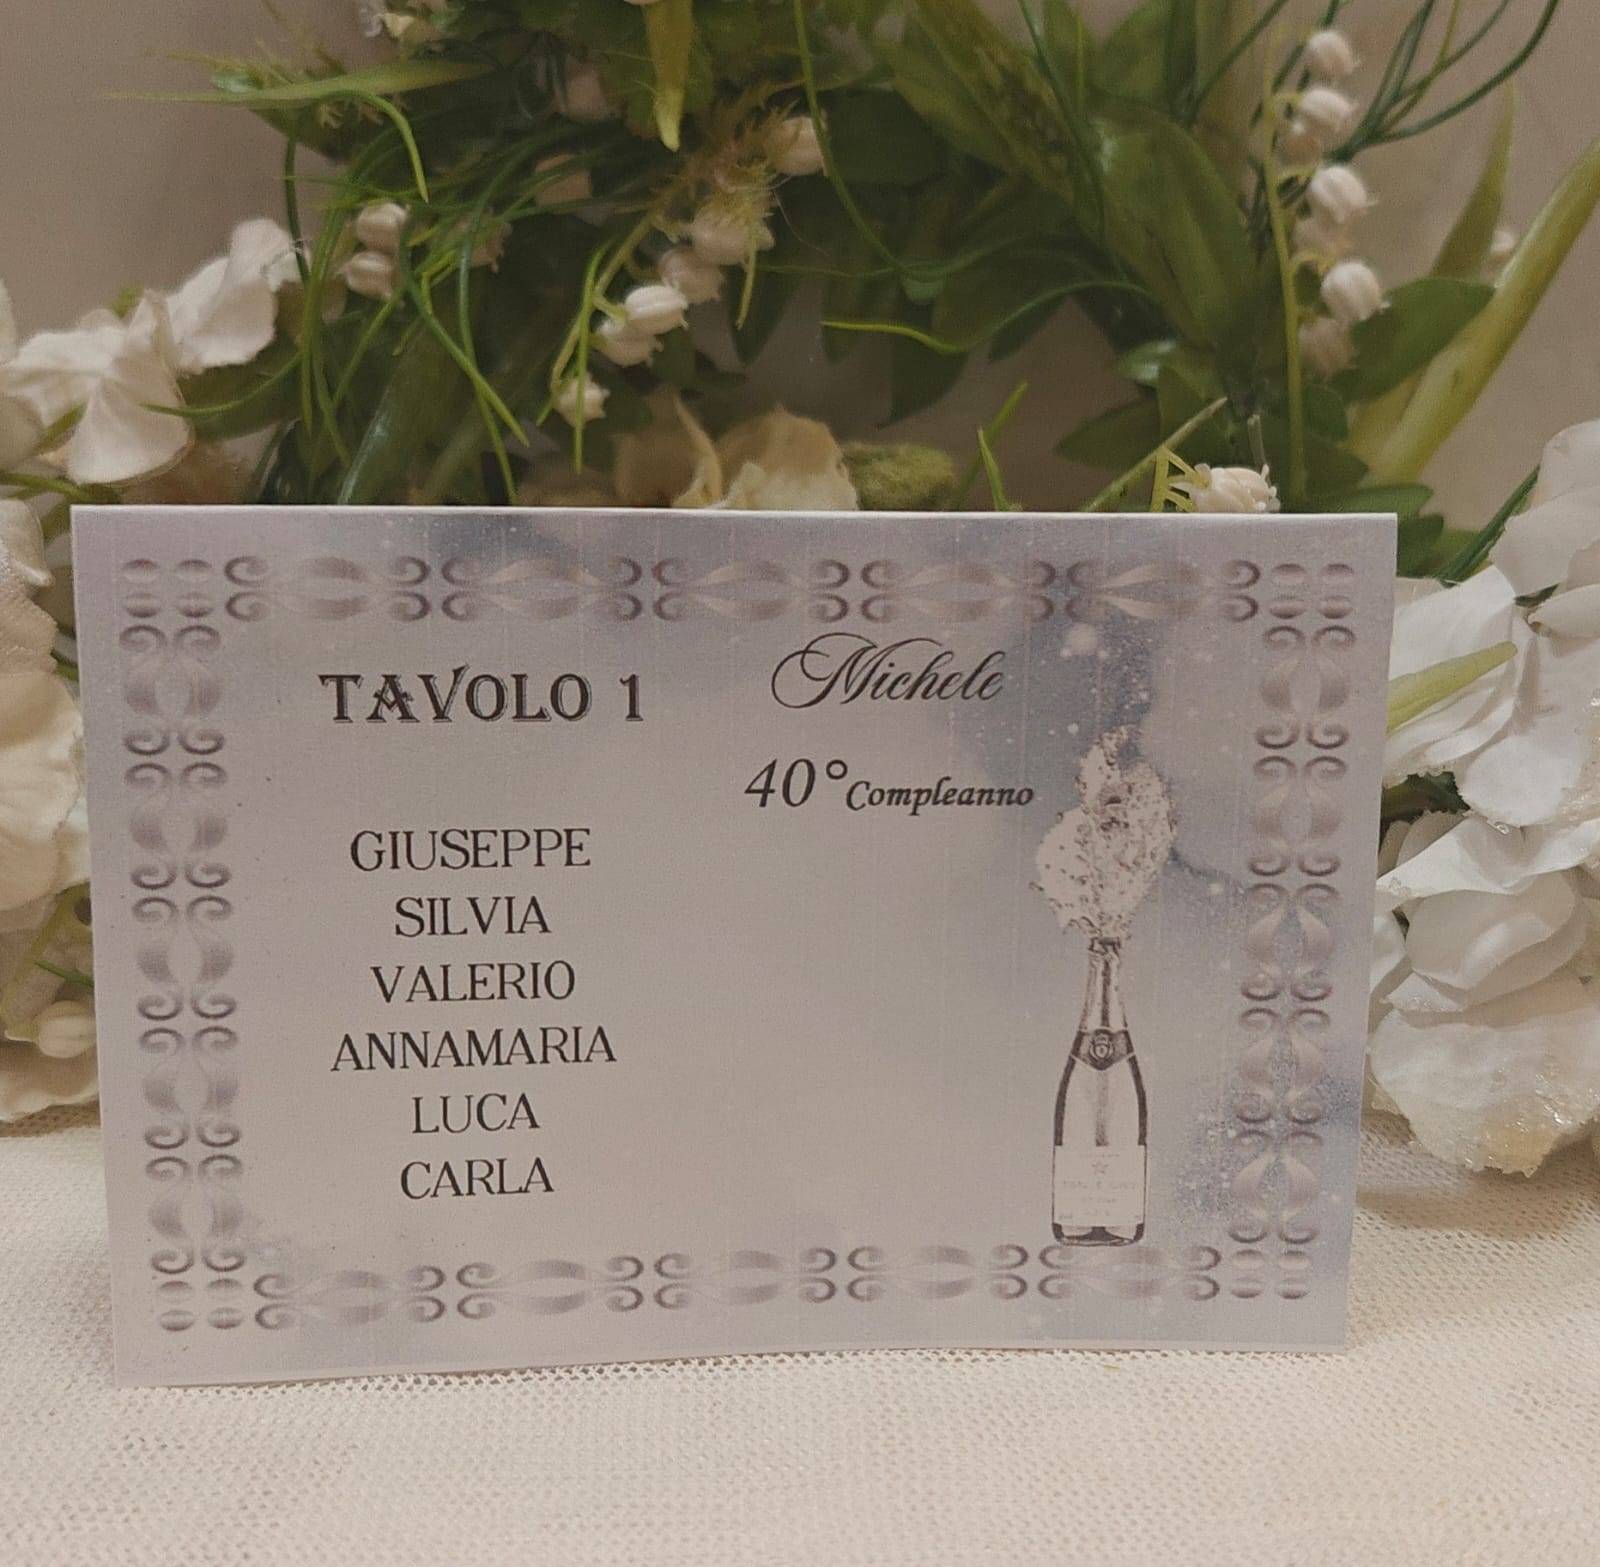 TAVOLO 1
Michele
40° Compleanno
GIUSEPPE
SILVIA
VALERIO
ANNAMARIA
LUCA
CARLA